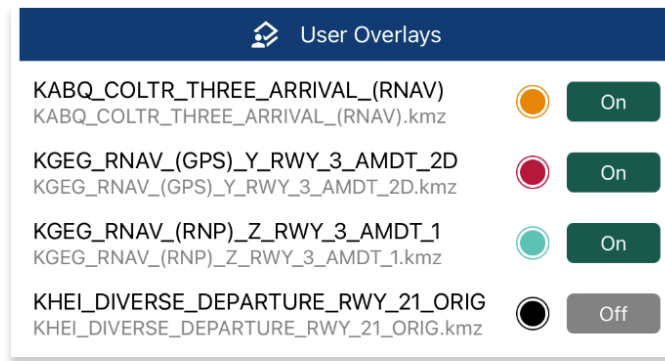 User Overlays
KABQ_COLTR_THREE_ARRIVAL_(RNAV)
KABQ_COLTR_THREE_ARRIVAL_(RNAV).kmz
On
KGEG_RNAV_(GPS)_Y_RWY_3_AMDT_2D
KGEG_RNAV_(GPS)_Y_RWY_3_AMDT_2D.kmz
On
KGEG_RNAV_(RNP)_Z_RWY_3_AMDT_1
KGEG_RNAV_(RNP)_Z_RWY_3_AMDT_1.kmz
On
KHEI_DIVERSE_DEPARTURE_RWY_21_ORIG
KHEI_DIVERSE_DEPARTURE_RWY_21_ORIG.kmz
Off